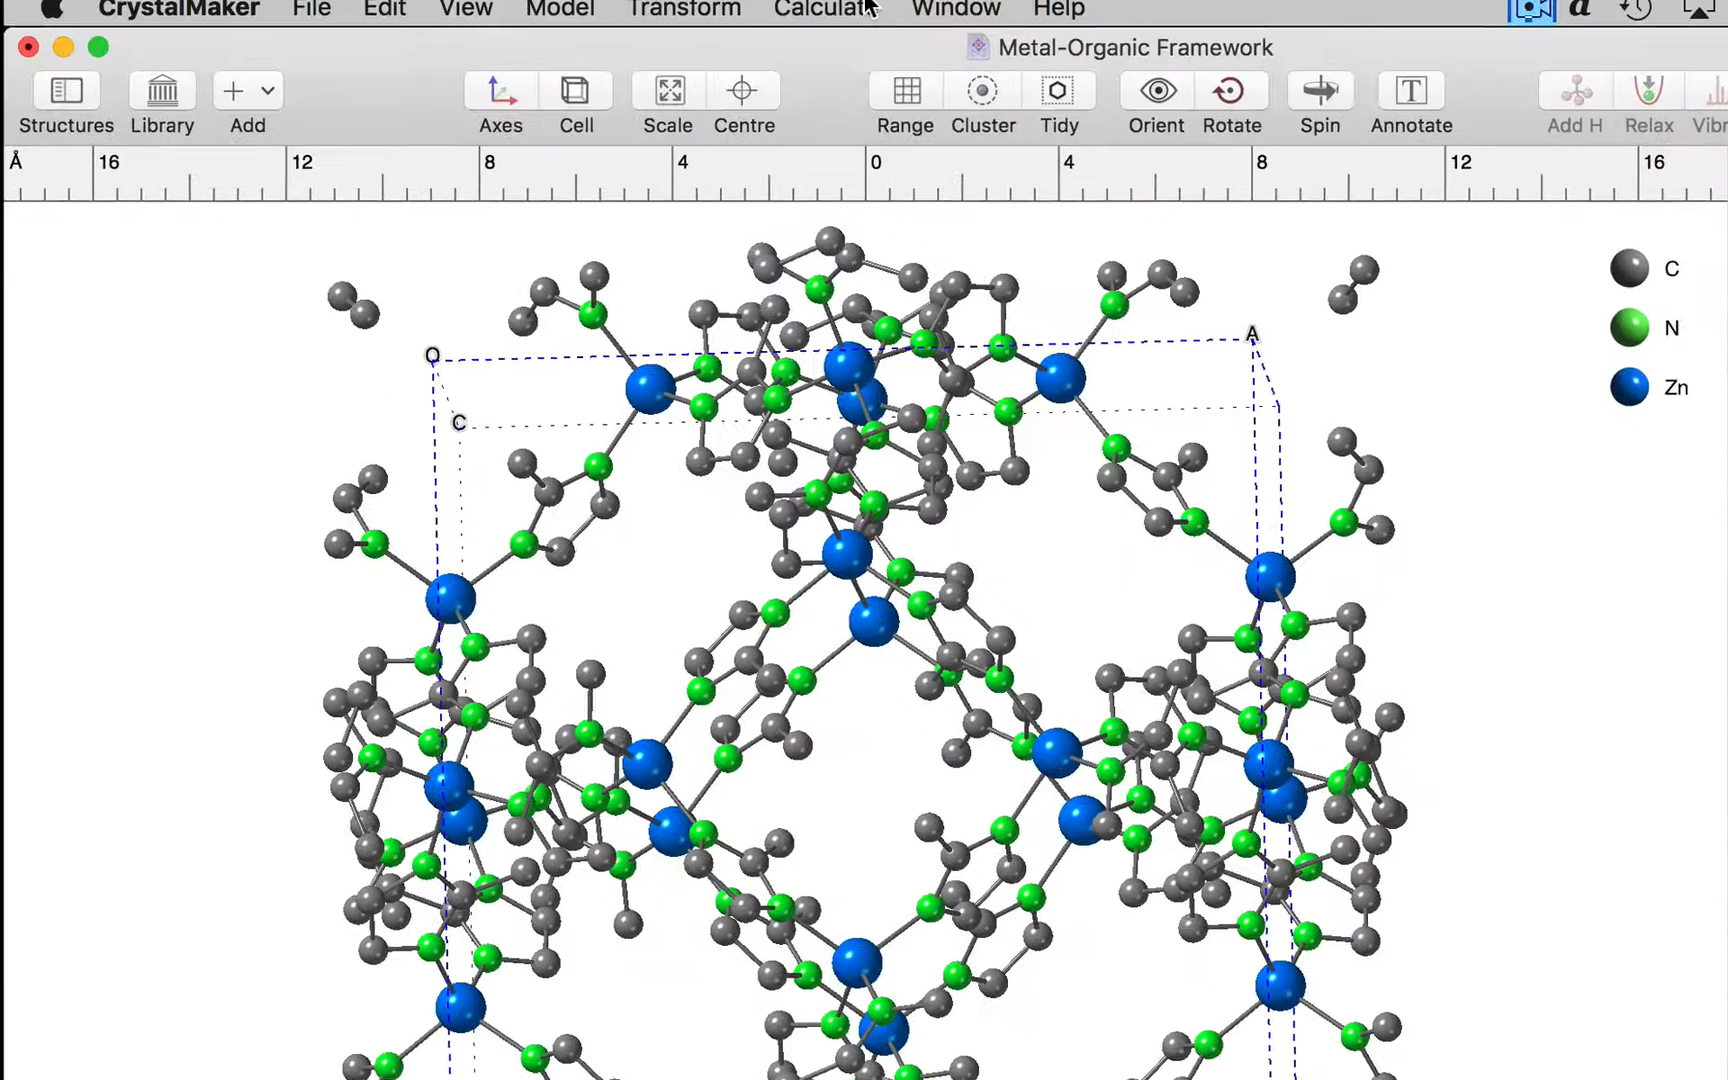 CrystalMaker File Edit View Model Transform Calculat Window Help
Metal-Organic Framework
Structures Library Add Axes Cell Scale Centre Range Cluster Tidy Orient Rotate Spin Annotate Add H Relax Vibr
Å 16 12 8 4 0 4 8 12 16
C
N
Zn
O
A
C